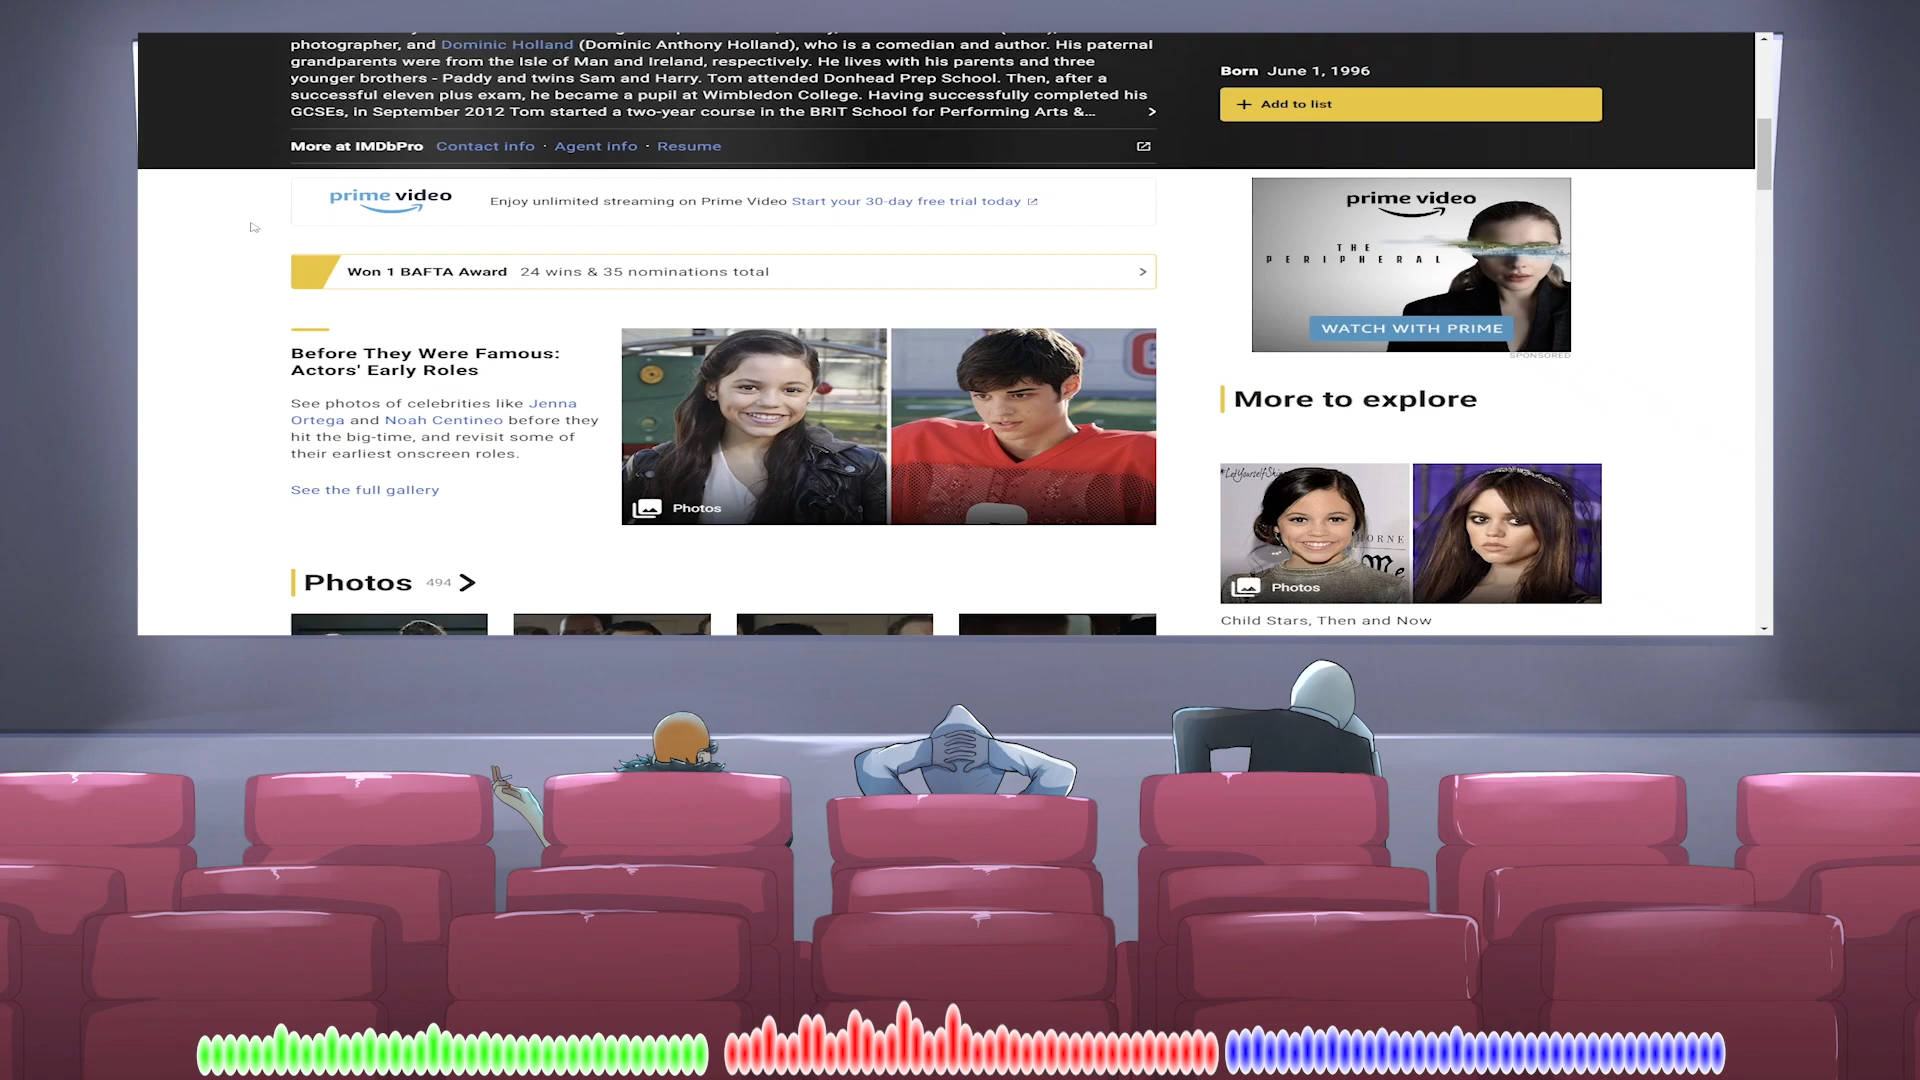 photographer, and Dominic Holland (Dominic Anthony Holland), who is a comedian and author. His paternal
grandparents were from the Isle of Man and Ireland, respectively. He lives with his parents and three
younger brothers - Paddy and twins Sam and Harry. Tom attended Donhead Prep School. Then, after a
successful eleven plus exam, he became a pupil at Wimbledon College. Having successfully completed his
GCSEs, in September 2012 Tom started a two-year course in the BRIT School for Performing Arts &...
More at IMDbPro Contact info · Agent info · Resume
Born June 1, 1996
+ Add to list
prime video
Enjoy unlimited streaming on Prime Video Start your 30-day free trial today
Won 1 BAFTA Award 24 wins & 35 nominations total
Before They Were Famous:
Actors' Early Roles
See photos of celebrities like Jenna
Ortega and Noah Centineo before they
hit the big-time, and revisit some of
their earliest onscreen roles.
See the full gallery
Photos
Photos 494
prime video
THE
PERIPHERAL
WATCH WITH PRIME
SPONSORED
More to explore
#LetYourselfShi
HORNE
Me
Photos
Child Stars, Then and Now